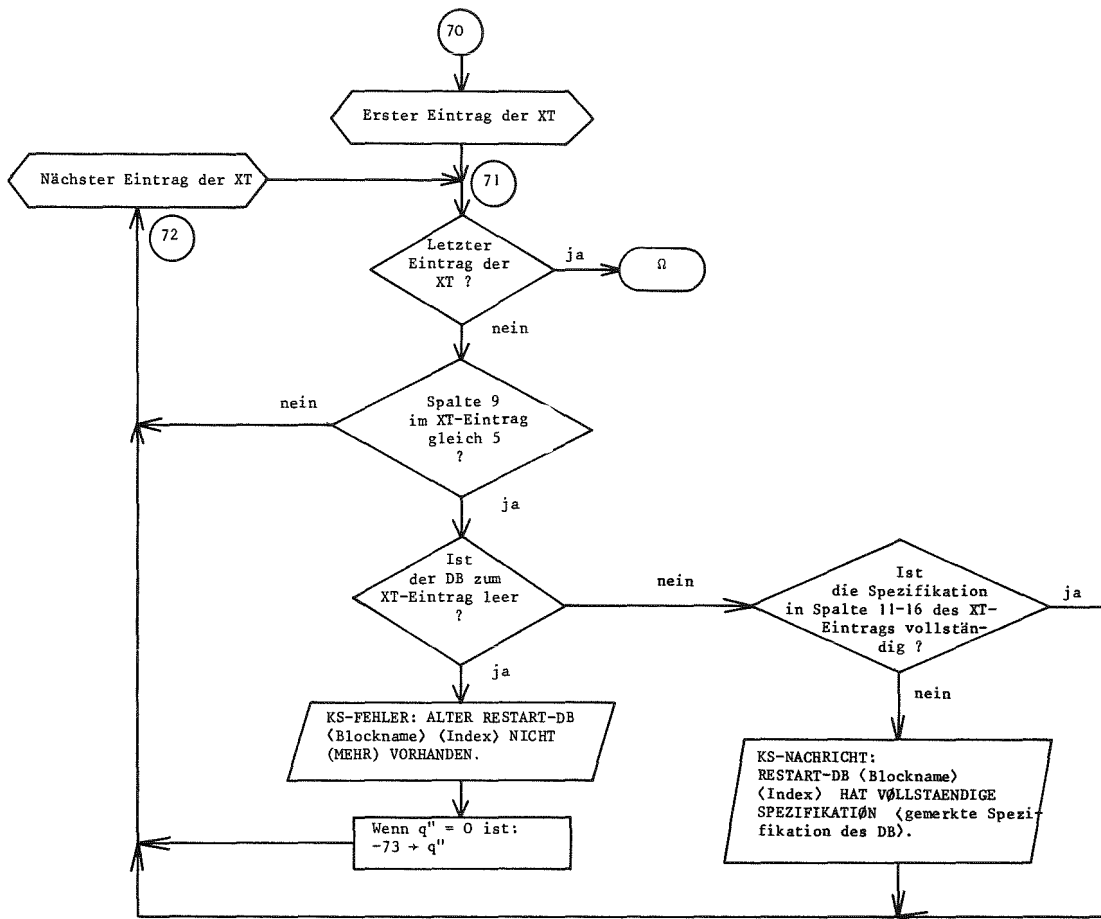 70
Erster Eintrag der XT
Nächster Eintrag der XT
71
72
Letzter
Eintrag der
XT ?
ja
Ω
nein
Spalte 9
im XT-Eintrag
gleich 5
?
nein
ja
Ist
der DB zum
XT-Eintrag leer
?
nein
Ist
die Spezifikation
in Spalte 11-16 des XT-
Eintrags vollstän-
dig ?
ja
ja
nein
KS-FEHLER: ALTER RESTART-DB
⟨Blockname⟩ ⟨Index⟩ NICHT
(MEHR) VORHANDEN.
KS-NACHRICHT:
RESTART-DB ⟨Blockname⟩
⟨Index⟩ HAT VØLLSTAENDIGE
SPEZIFIKATIØN ⟨gemerkte Spezi-
fikation des DB⟩.
Wenn q" = O ist:
-73 → q"